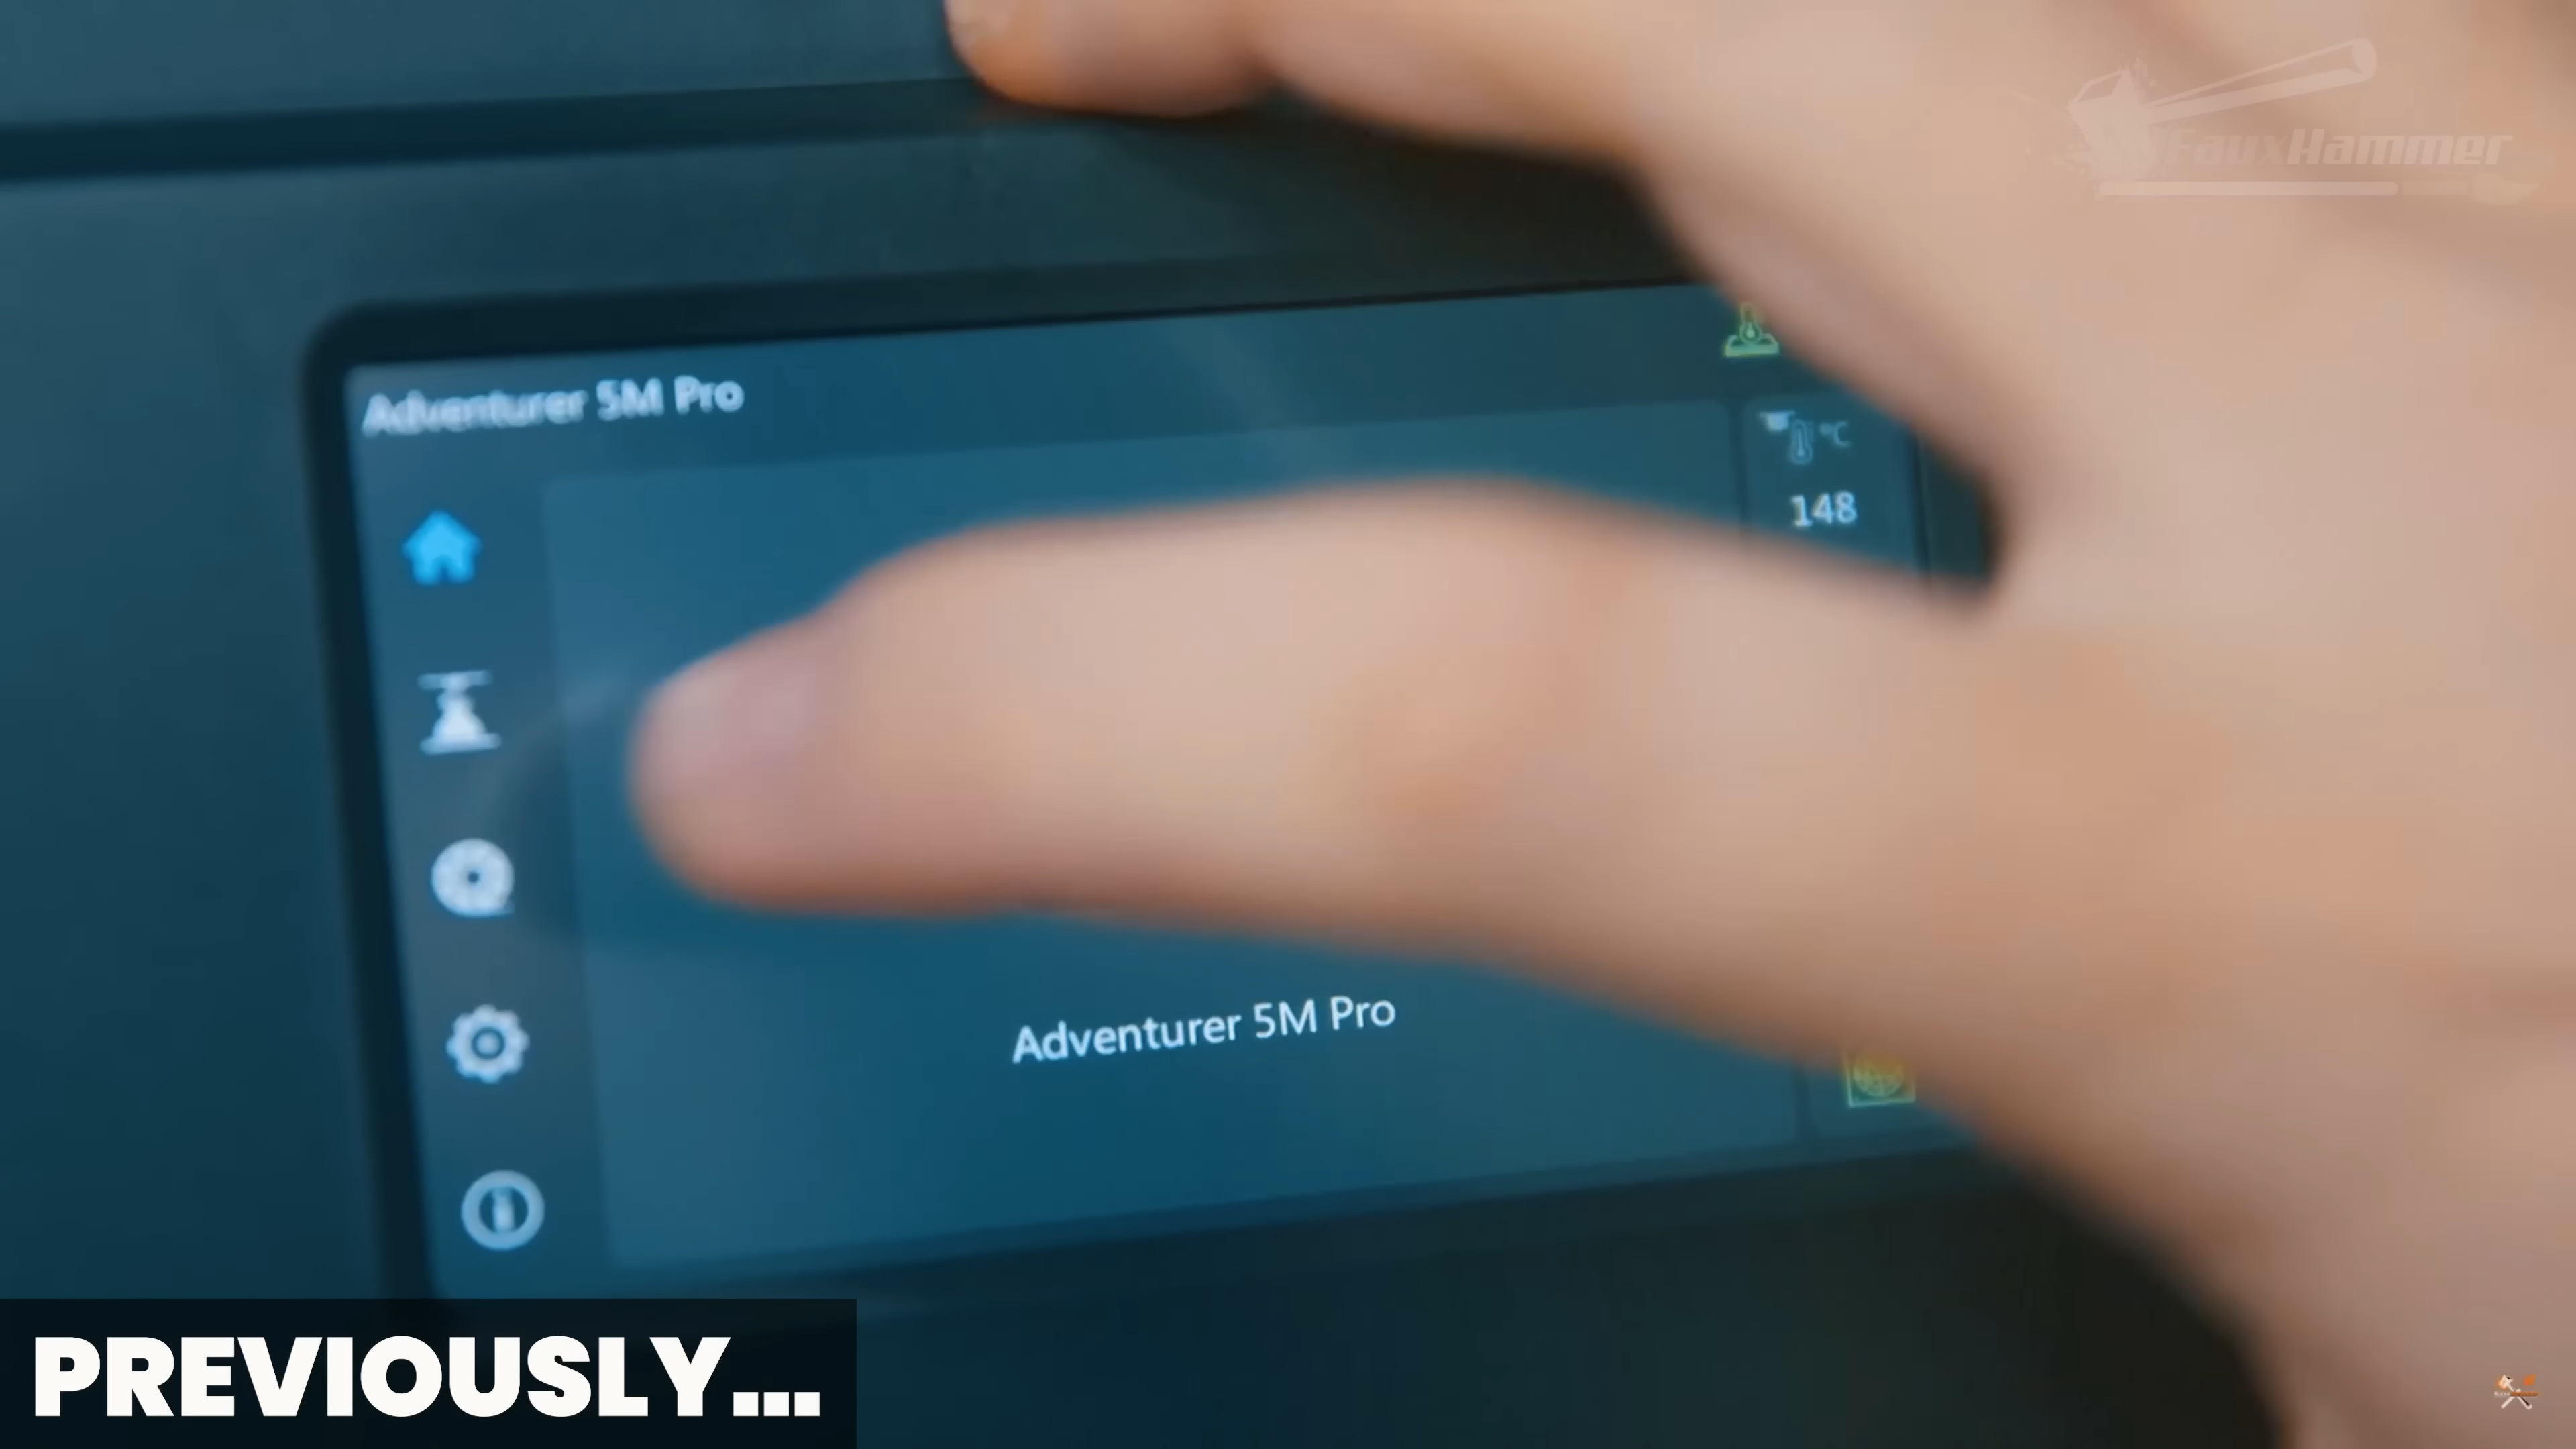 FauxHammer
Adventurer 5M Pro
°C
148
Adventurer 5M Pro
PREVIOUSLY...